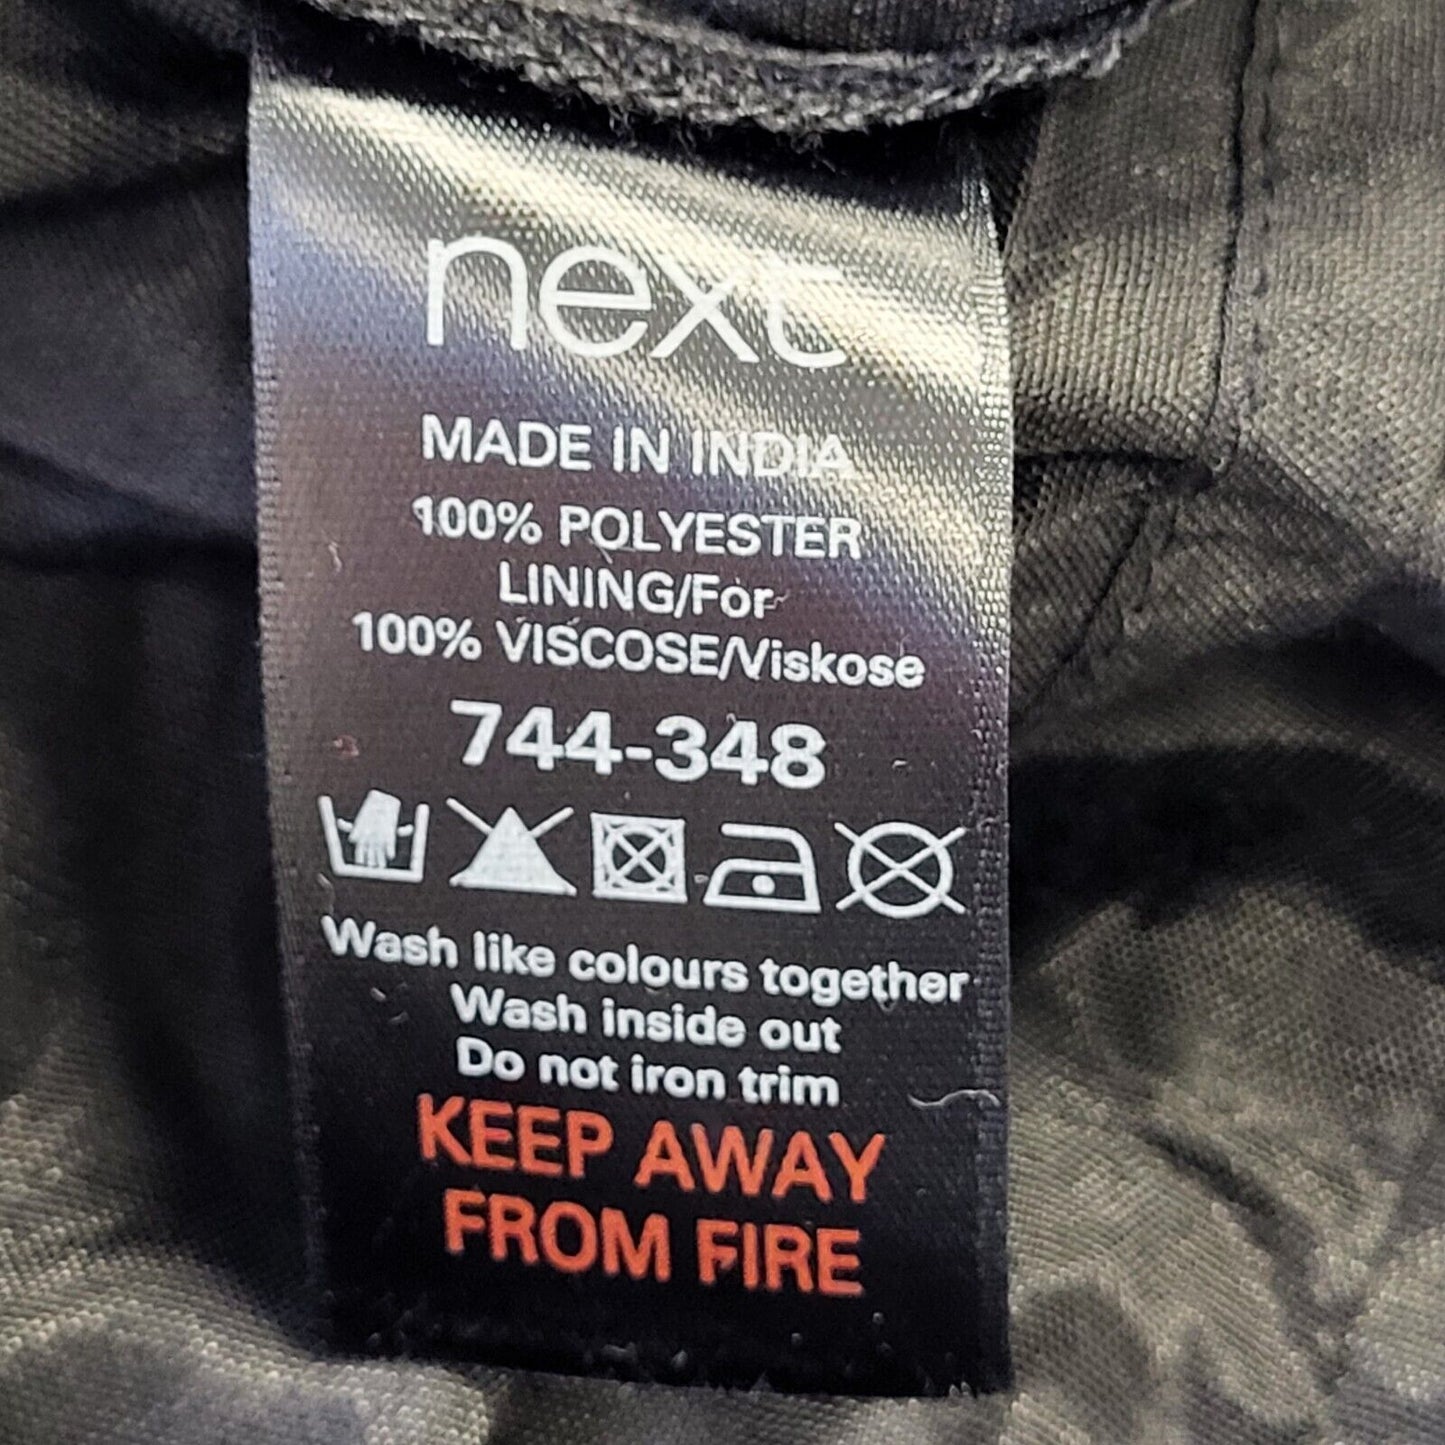 next
MADE IN INDIA
100% POLYESTER
LINING/For
100% VISCOSE/Viskose
744-348
Wash like colours together
Wash inside out
Do not iron trim
KEEP AWAY
FROM FIRE